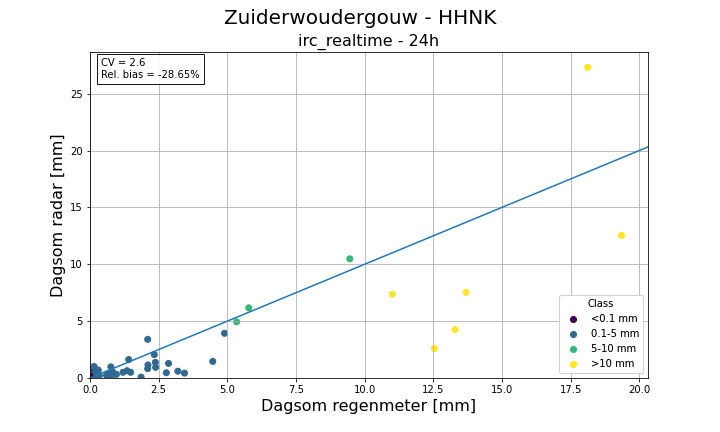 Zuiderwoudergouw - HHNK
irc_realtime - 24h
CV = 2.6
Rel. bias = -28.65%
Dagsom radar [mm]
25
20
15
10
5
0
0.0 2.5 5.0 7.5 10.0 12.5 15.0 17.5 20.0
Dagsom regenmeter [mm]
Class
<0.1 mm
0.1-5 mm
5-10 mm
>10 mm